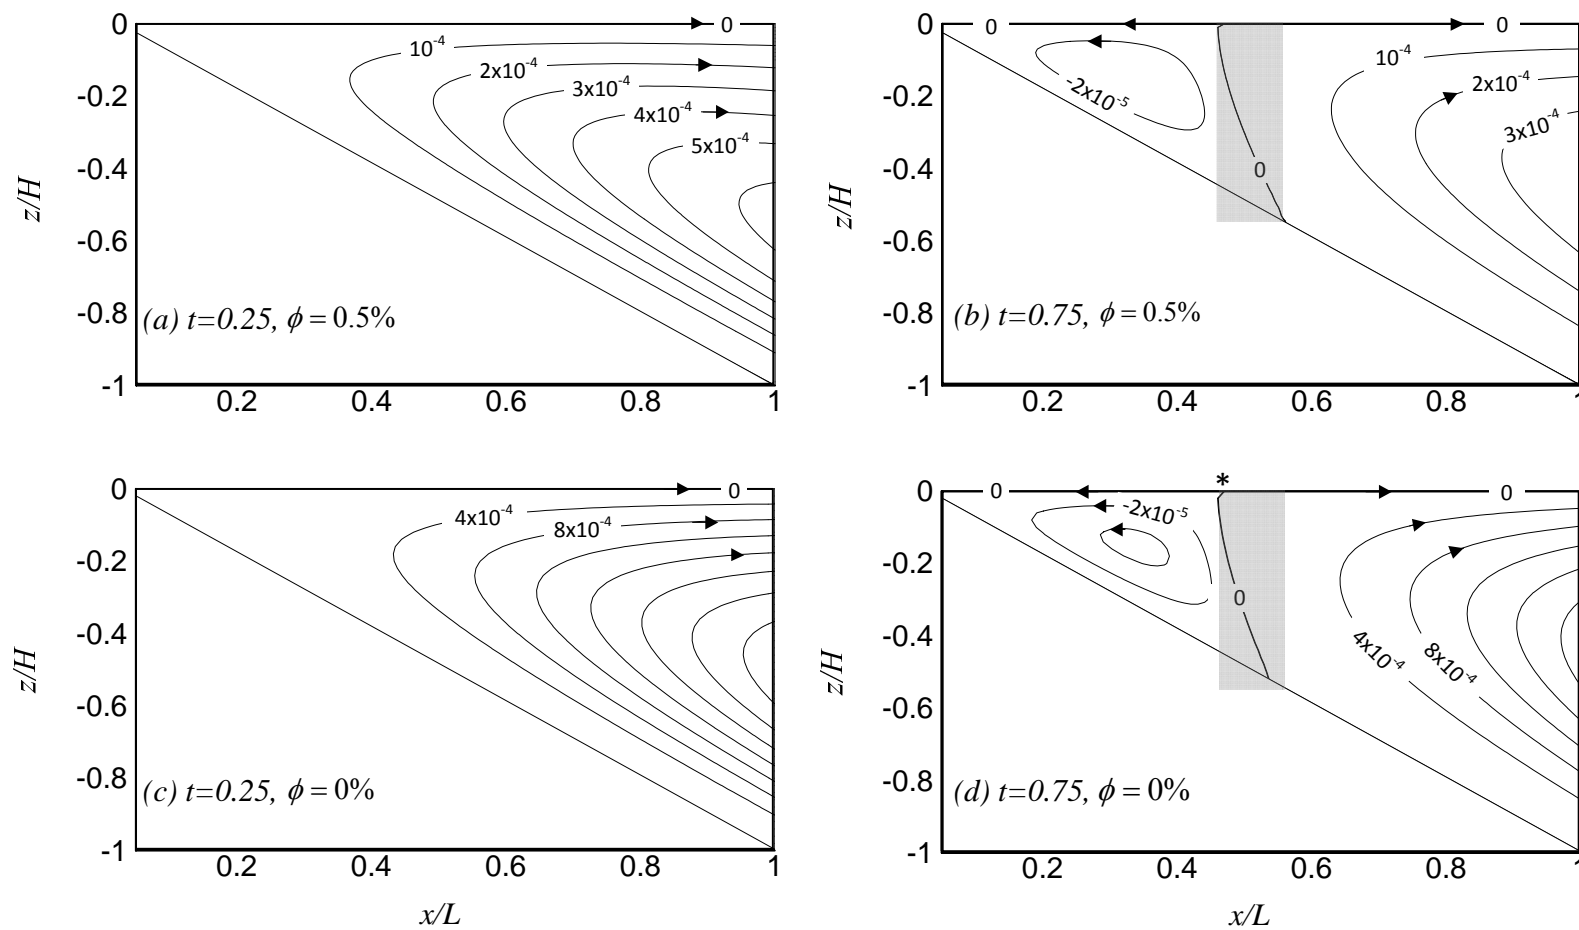 0
-0.2
-0.4
-0.6
-0.8
-1
z/H
0
10⁻⁴
2x10⁻⁴
3x10⁻⁴
4x10⁻⁴
5x10⁻⁴
(a) t=0.25, ϕ = 0.5%
0.2 0.4 0.6 0.8 1
0
-0.2
-0.4
-0.6
-0.8
-1
z/H
0 0
-2x10⁻⁵
0
10⁻⁴
2x10⁻⁴
3x10⁻⁴
(b) t=0.75, ϕ = 0.5%
0.2 0.4 0.6 0.8 1
0
-0.2
-0.4
-0.6
-0.8
-1
z/H
0
4x10⁻⁴
8x10⁻⁴
(c) t=0.25, ϕ = 0%
0.2 0.4 0.6 0.8 1
x/L
*
0
-0.2
-0.4
-0.6
-0.8
-1
z/H
0 0
-2x10⁻⁵
0
4x10⁻⁴
8x10⁻⁴
(d) t=0.75, ϕ = 0%
0.2 0.4 0.6 0.8 1
x/L